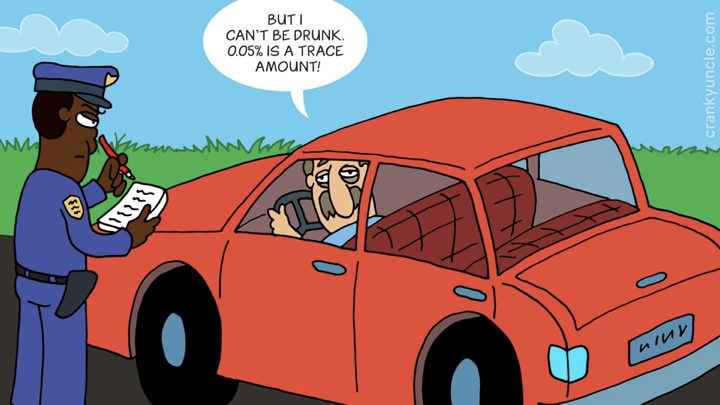 BUT I
CAN'T BE DRUNK.
0.05% IS A TRACE
AMOUNT!
crankyuncle.com